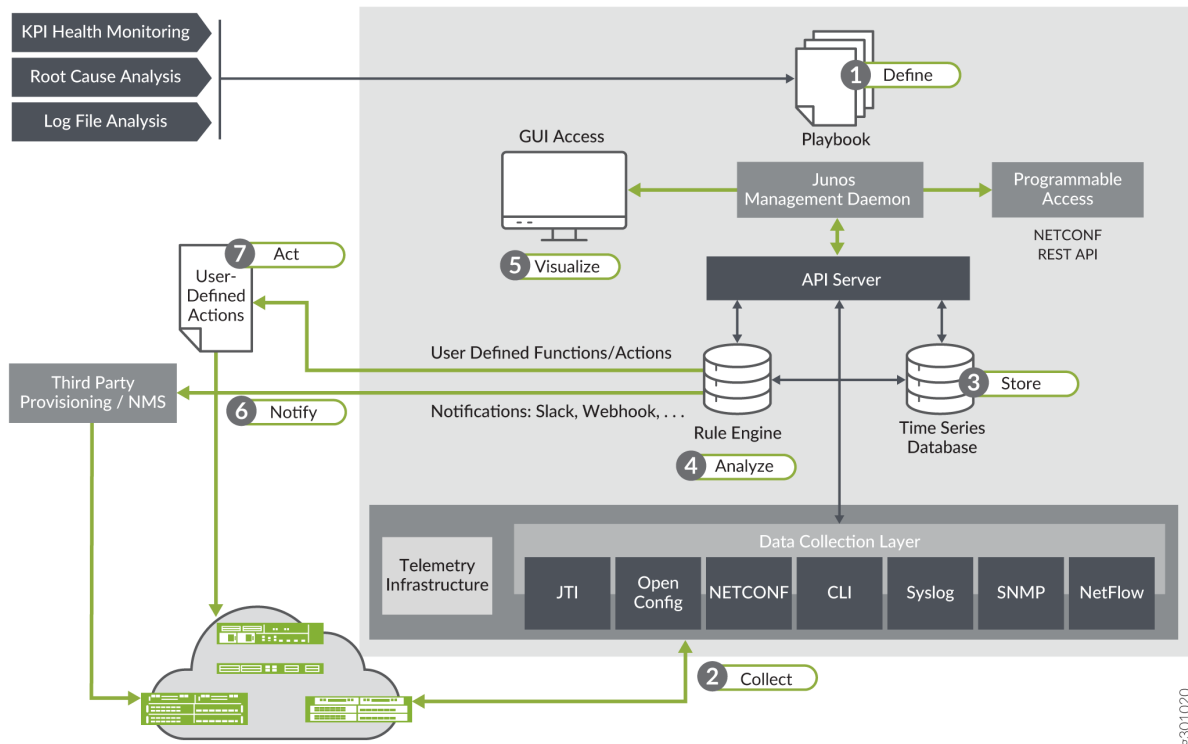 KPI Health Monitoring
Root Cause Analysis
Log File Analysis
1 Define
Playbook
GUI Access
Junos
Management Daemon
Programmable
Access
NETCONF
REST API
5 Visualize
7 Act
User-
Defined
Actions
API Server
User Defined Functions/Actions
Third Party
Provisioning / NMS
6 Notify
Notifications: Slack, Webhook, . . .
3 Store
Rule Engine
Time Series
Database
4 Analyze
Data Collection Layer
Telemetry
Infrastructure
JTI
Open
Config
NETCONF
CLI
Syslog
SNMP
NetFlow
2 Collect